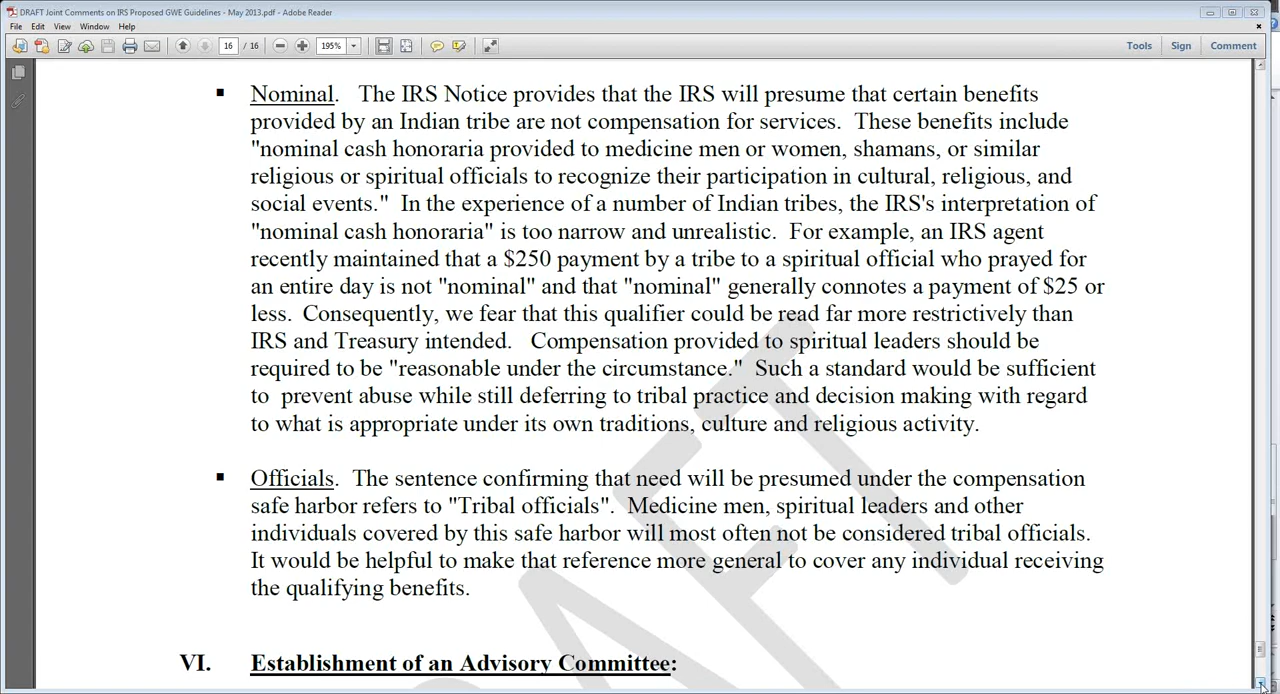 DRAFT Joint Comments on IRS Proposed GWE Guidelines - May 2013.pdf - Adobe Reader
File Edit View Window Help
16 / 16 195% Tools Sign Comment
▪ Nominal. The IRS Notice provides that the IRS will presume that certain benefits
provided by an Indian tribe are not compensation for services. These benefits include
"nominal cash honoraria provided to medicine men or women, shamans, or similar
religious or spiritual officials to recognize their participation in cultural, religious, and
social events." In the experience of a number of Indian tribes, the IRS's interpretation of
"nominal cash honoraria" is too narrow and unrealistic. For example, an IRS agent
recently maintained that a $250 payment by a tribe to a spiritual official who prayed for
an entire day is not "nominal" and that "nominal" generally connotes a payment of $25 or
less. Consequently, we fear that this qualifier could be read far more restrictively than
IRS and Treasury intended. Compensation provided to spiritual leaders should be
required to be "reasonable under the circumstance." Such a standard would be sufficient
to prevent abuse while still deferring to tribal practice and decision making with regard
to what is appropriate under its own traditions, culture and religious activity.
▪ Officials. The sentence confirming that need will be presumed under the compensation
safe harbor refers to "Tribal officials". Medicine men, spiritual leaders and other
individuals covered by this safe harbor will most often not be considered tribal officials.
It would be helpful to make that reference more general to cover any individual receiving
the qualifying benefits.
VI. Establishment of an Advisory Committee:
DRAFT